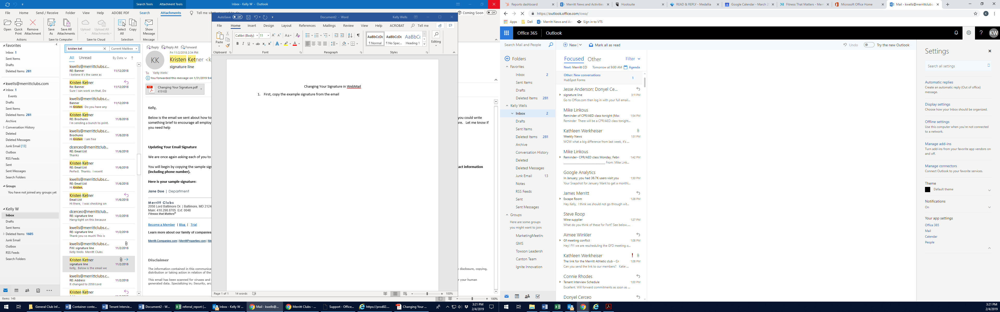 Search Tools
Attachment Tools
Inbox - Kelly W - Outlook
File Home Send / Receive Folder View Help ADOBE PDF Search Attachments Tell me what you
Coming Soon Off
Open Quick Print Remove Attachment Save As Save All Attachments Upload Upload All Attachments Select All Copy Show Message
Actions Save to Computer Save to Cloud Selection Message
Favorites
Inbox 1
Sent Items
Drafts
Deleted Items 281
kwells@merrittclubs.com
Inbox 1
Events
Drafts
Sent Items
Deleted Items 281
Archive
Conversation History
Deleted
Deleted Messages
Junk Email [13]
Outbox
RSS Feeds
Sent
Sent Messages
Search Folders
Groups
You have not joined any groups yet
Kelly W
Inbox
Drafts
Sent Items
Deleted Items 1605
Junk Email
Outbox
RSS Feeds
Search Folders
Items: 148
kristen ket
Current Mailbox
All Unread By Date
kwells@merrittclubs.c...
RE: Banner 11/12/2018
I believe it's the same as
Kristen Ketner
Re: Banner 11/12/2018
Sure I can work on that. Do
kwells@merrittclubs.c...
Banner 11/12/2018
Hi Kristen! Do you have any
Kristen Ketner
RE: Brochures 11/8/2018
I'm sending a bunch to print.
kwells@merrittclubs.c...
Brochures 11/8/2018
Hi Kristen! I am free
dcerceo@merrittclub...
RE: Email LIst 11/6/2018
Thanks
Kristen Ketner
RE: Email LIst 11/6/2018
Perfect. Thanks. I resent
kwells@merrittclubs.c...
RE: Email LIst 11/6/2018
Hi Kristen,
Kristen Ketner
Email LIst 11/6/2018
Hi there, I was checking on
dcerceo@merrittclub...
RE: signature line 11/2/2018
Hang tight on this because
kwells@merrittclubs.c...
RE: signature line 11/2/2018
Thank you so much! This is
kwells@merrittclubs.c...
FW: signature line 11/2/2018
Kelly Wells Merritt Clubs
Kristen Ketner
signature line 11/2/2018
Kelly, Below is the email we
kwells@merrittclubs.c...
RE: Address 11/2/2018
It changed to 2058 Lord
Kristen Ketner
Reply Reply All Forward
Fri 11/2/2018 2:34 PM
KK
Kristen Ketner <k
signature line
To 'Kelly Wells'
You forwarded this message on 1/31/2019 9:4
Changing Your Signature.pdf
419 KB
Kelly,
Below is the email we sent about how to
you could write
something brief to encourage all employ
re. Let me know if
you need help
Updating Your Email Signature
We are once again asking each of you to
You will begin by copying the sample sign
tact information
(including phone number).
Here is your sample signature:
Jane Doe | Department
Merritt Clubs
2058 Lord Baltimore Dr. | Baltimore, MD 2124
Main: 410.298.8705 Ext: 0048
Fitness that Matters®
Become a Member | Blog | Trial
Learn more about our family of companies
Merritt-Companies.com | MerrittProperties.com | Me
Disclaimer
The information contained in this communicat
y disclosure, copying,
distribution or taking action in relation of the
This email has been scanned for viruses and
r your human
generated data. Specializing in; Security, arc
100%
AutoSave Off
Document2 - Word
Kelly Wells
File Home Insert Design Layout References Mailings Review View Help ACROBAT Tell me
Paste Calibri (Body) 11
AaBbCcDc AaBbCcDc AaBbCc
¶ Normal ¶ No Spac... Heading 1
Editing
Clipboard Font Paragraph Styles
Changing Your Signature in WebMail
1. First, copy the example signature from the email
Page 1 of 1 14 words 100%
Reports dashboard
Merritt News and Activities
Hootsuite
READ & REPLY - Medallia
Google Calendar - March 2
Fitness That Matters - Merr
Microsoft Office Home
Mail - kwells@merrittclubs.
https://outlook.office.com/owa/
Apps Dell Merritt News and Act Sign in to VTS
Office 365 Outlook
KW
Search Mail and People
New Mark all as read
Undo Try the new Outlook
Folders
Favorites
Inbox 2
Sent Items
Drafts
Deleted Items 281
Kelly Wells
Inbox 2
Drafts
Sent Items
Deleted Items 281
Archive
Conversation History
Deleted
Deleted Messages
Junk Email 13
Notes
RSS Feeds
Sent
Sent Messages
Groups
Here are some groups
you might want to join:
MarketingMeeting
GMS
Towson Leadersh
Canton Team
Ignite Innovation
Focused Other Filter
Next: Merritt CO Tomorrow at 9:00 AM Agenda
Other: New conversations
HubSpot Forms 1
Jesse Anderson; Donyel Ce...
signature line 3:11 PM
Go to Office.com then log in with your full email...
Mike Linkous
Reminder of CPR/AED class tonight (Mor 1:54 PM
Reminder There will be a CPR/AED class tonight...
Kathleen Werkheiser
Weekly News 1:51 PM
WOW what a big difference from last week, it's ...
Mike Linkous
Reminder- CPR/AED class Monday, Febru 1:42 PM
From: Mike Link...
Google Analytics
In January, you had 36.7K users visit you 1:30 PM
Your Snapshot for January Want to get a monthl...
James Merritt
Escape Room 1:28 PM
Hey Kelly, I think we should not go through wit...
Steve Roop
Wine supplier 1:27 PM
What do you think of these for Fort? See below....
Aimee Winkler
Gf meeting conflict 1:08 PM
Hey! FYI we are rescheduling the GFD meeting o...
Kathleen Werkheiser
The link for the Merritt Athletic club - Cr 1:08 PM
Can you send the link to our members? Katie ...
Connie Rhodes
Tenant Interview Schedule 1:00 PM
Excellent. Will forward commitments as soon as ...
Donyel Cerceo
Settings
Search all settings
Automatic replies
Create an automatic reply (Out of office)
message.
Display settings
Choose how your Inbox should be organized.
Offline settings
Use this computer when you're not connected
to a network.
Manage add-ins
Turn add-ins from your favorite app vendors on
and off.
Manage connectors
Connect Outlook to your favorite services.
Theme
Default theme
Notifications
On
Your app settings
Office 365
Mail
Calendar
People
General Club Inf...
Container conte...
Tenant Intervie...
Document2 - W...
referral_report (...
Inbox - Kelly W ...
Mail - kwells@...
Merritt Clubs - ...
Support - Office...
https://prod02....
Changing Your ...
3:21 PM
2/4/2019
3:21 PM
2/4/2019